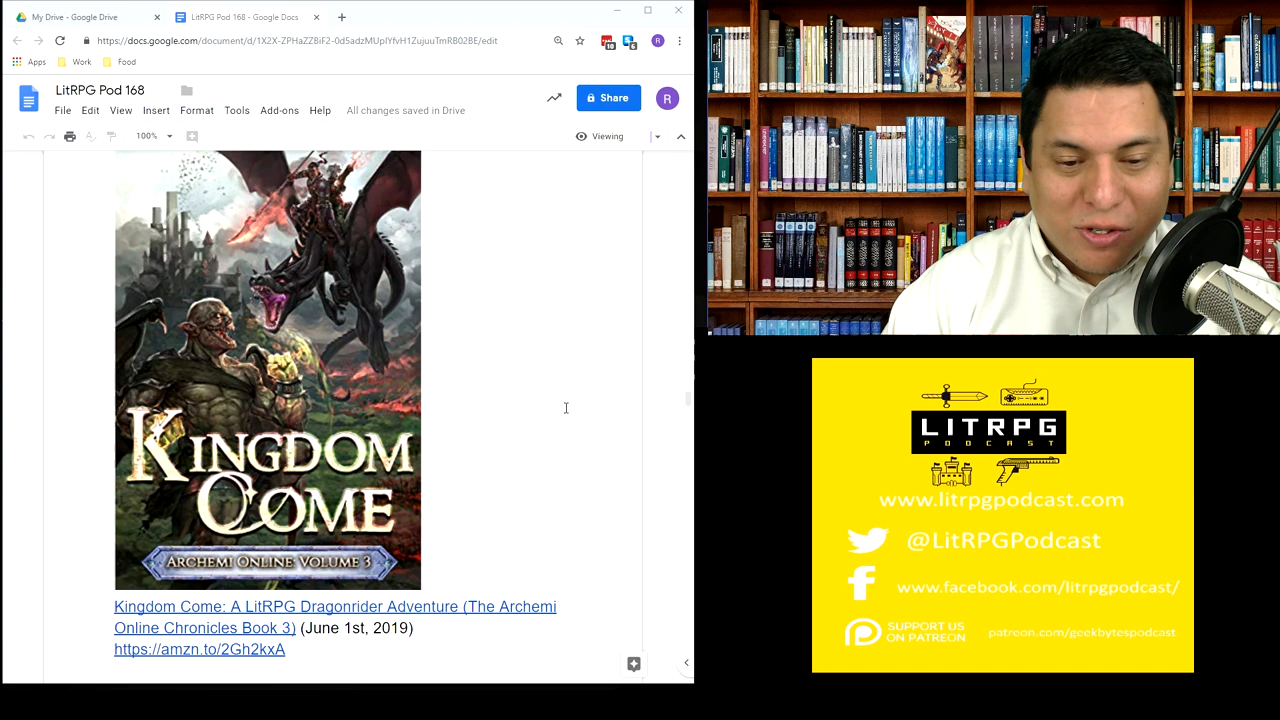 My Drive - Google Drive
LitRPG Pod 168 - Google Docs
https://docs.google.com/document/d/1X2X-ZPHaZZBiF2-0d5adzMUpIYfvH1ZujuuTmRB02BE/edit
10
6
R
Apps
Work
Food
LitRPG Pod 168
File Edit View Insert Format Tools Add-ons Help All changes saved in Drive
Share
R
100%
Viewing
KINGDOM
COME
ARCHEMI ONLINE VOLUME 3
Kingdom Come: A LitRPG Dragonrider Adventure (The Archemi
Online Chronicles Book 3) (June 1st, 2019)
https://amzn.to/2Gh2kxA
LITRPG
PODCAST
www.litrpgpodcast.com
@LitRPGPodcast
www.facebook.com/litrpgpodcast/
SUPPORT US
ON PATREON
patreon.com/geekbytespodcast